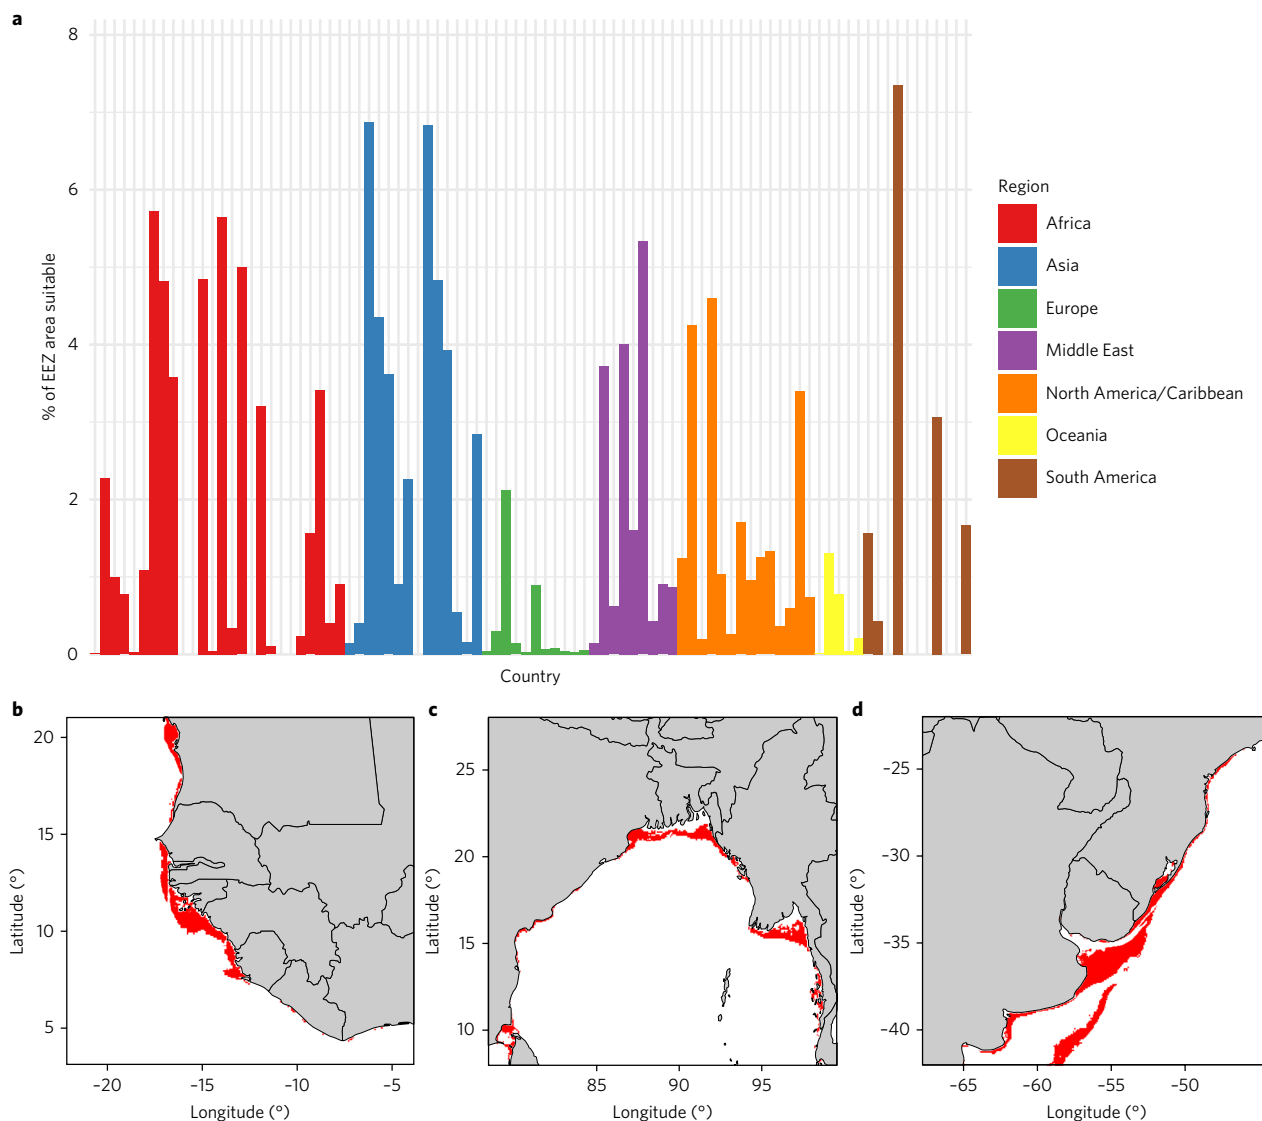 a
8
6
4
2
0
% of EEZ area suitable
Country
Region
Africa
Asia
Europe
Middle East
North America/Caribbean
Oceania
South America
b
20
15
10
5
Latitude (°)
−20
−15
−10
−5
Longitude (°)
c
25
20
15
10
Latitude (°)
85
90
95
Longitude (°)
d
−25
−30
−35
−40
Latitude (°)
−65
−60
−55
−50
Longitude (°)